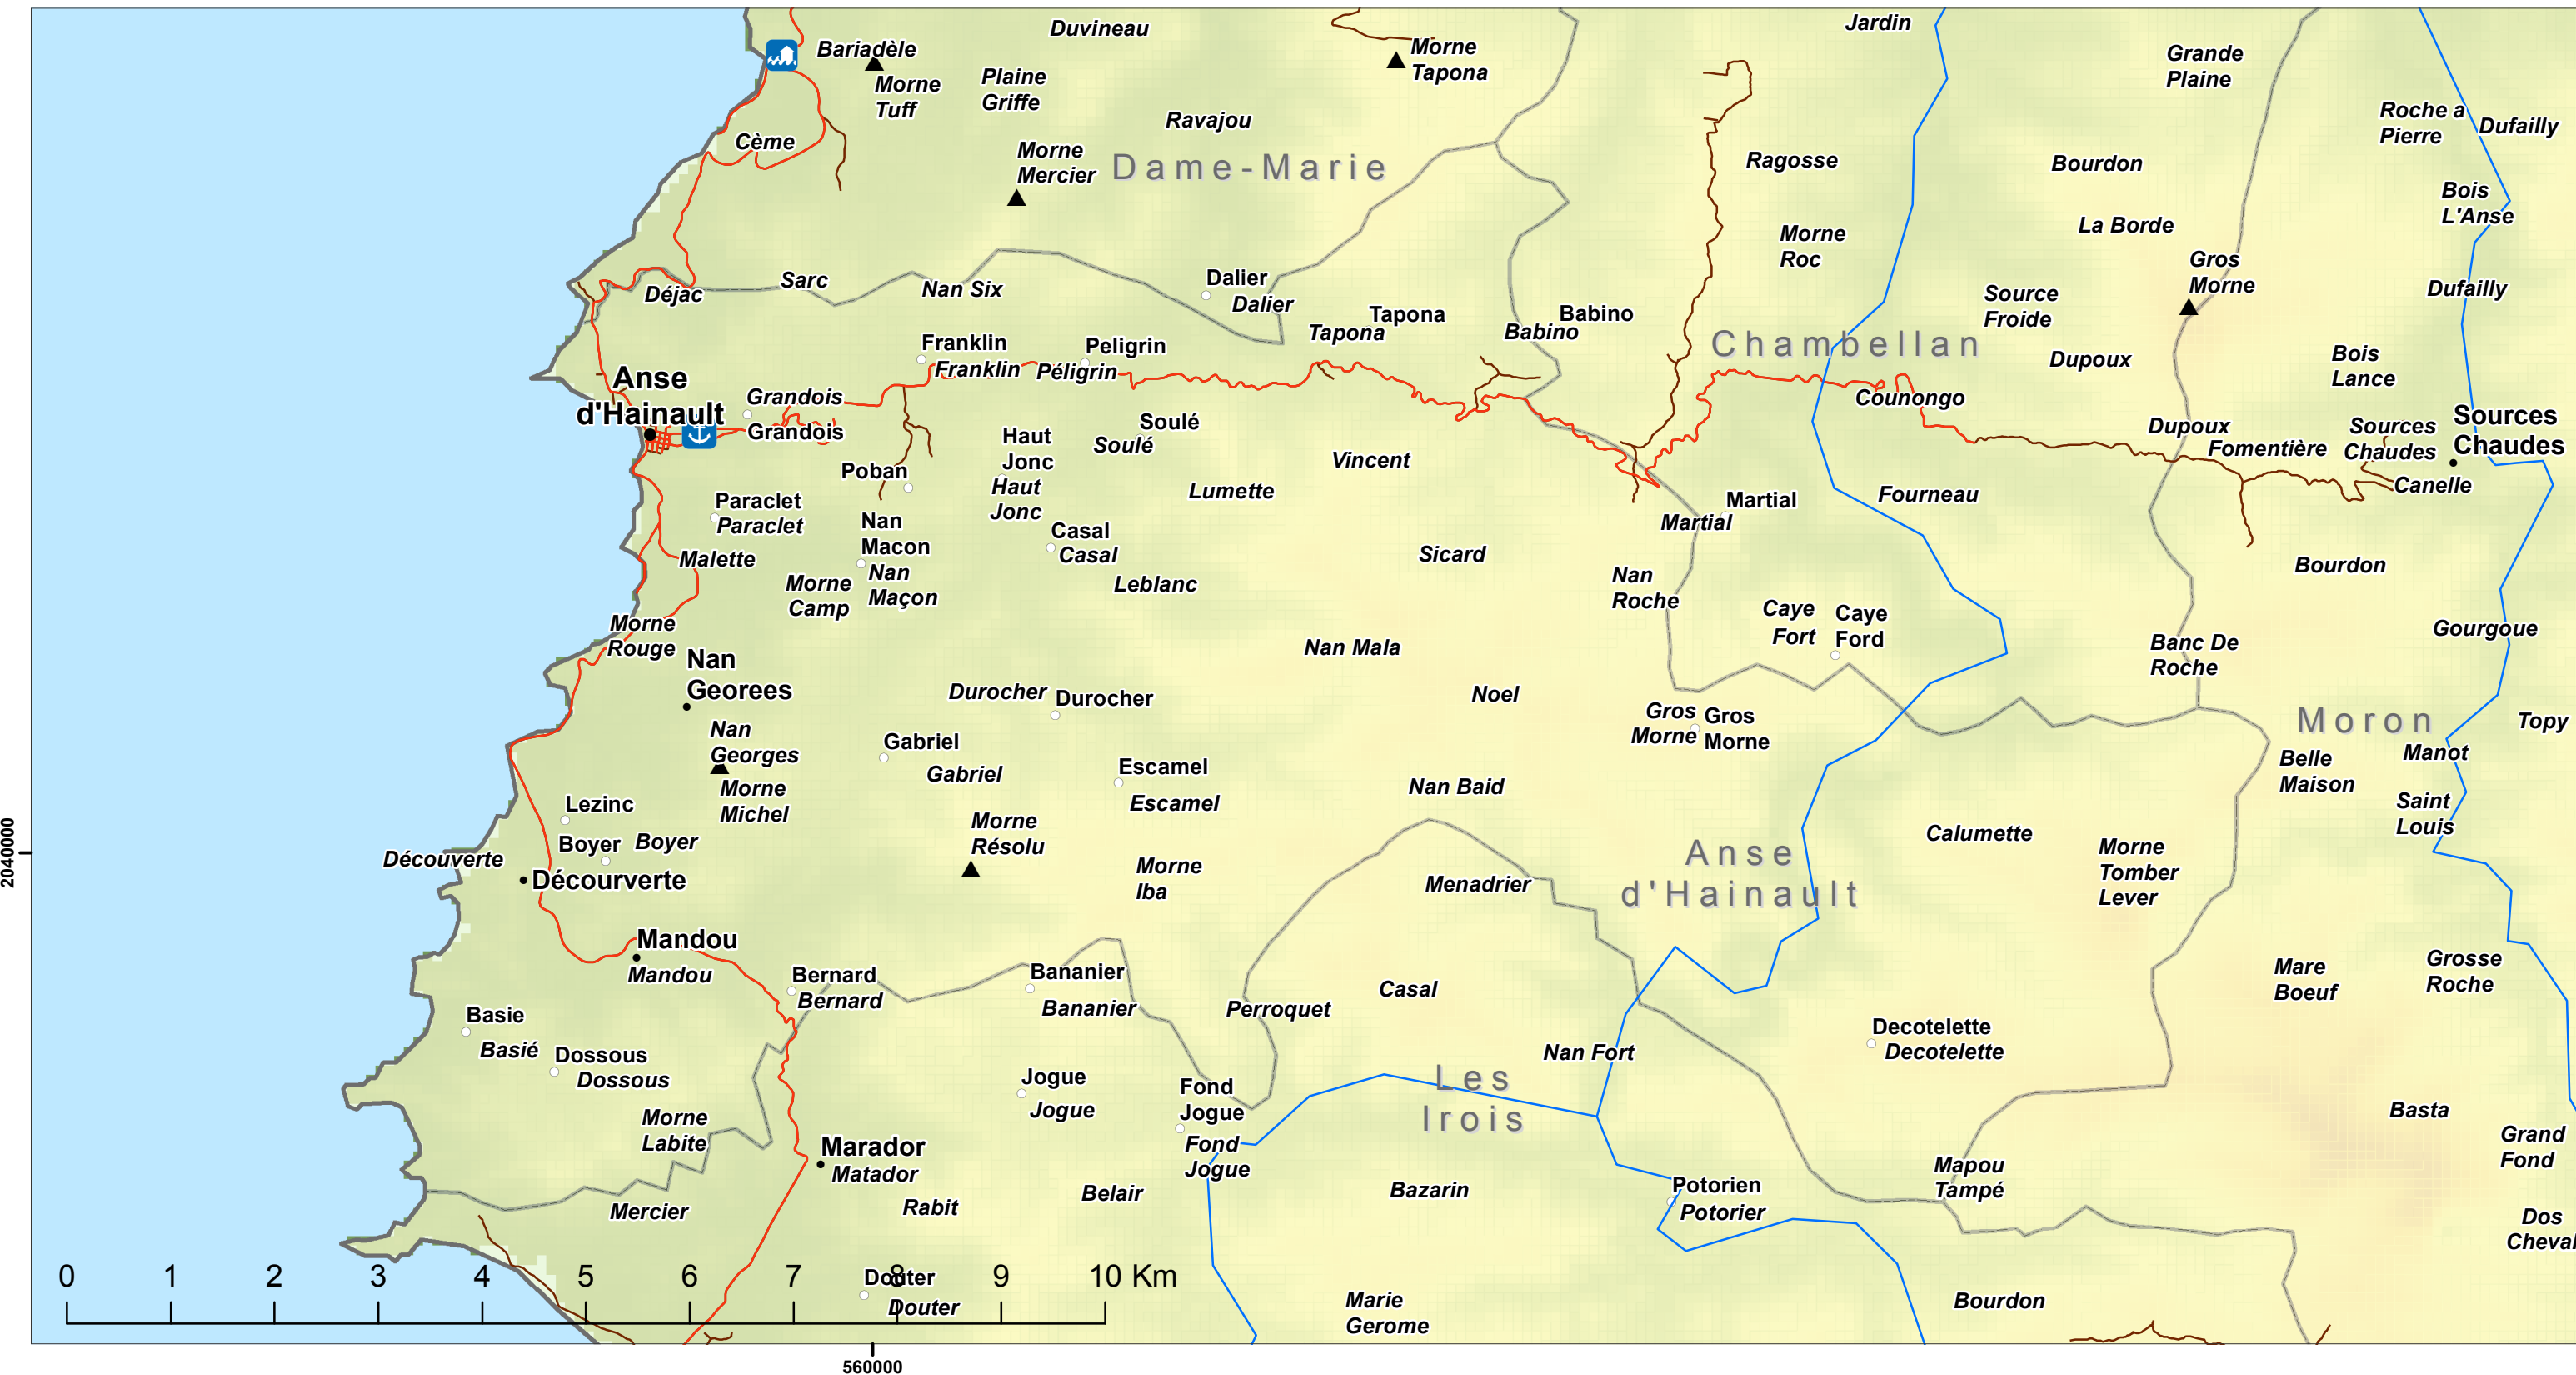 Jardin
Duvineau
Bariadèle
Morne
Tapona
Grande
Plaine
Plaine
Griffe
Morne
Tuff
Roche a
Pierre
Dufailly
Ravajou
Cème
Morne
Mercier
Dame-Marie
Ragosse
Bourdon
Bois
L'Anse
La Borde
Morne
Roc
Gros
Morne
Déjac
Sarc
Nan Six
Dalier
Dalier
Source
Froide
Dufailly
Tapona
Tapona
Babino
Babino
Chambellan
Franklin
Franklin
Peligrin
Péligrin
Dupoux
Bois
Lance
Anse
d'Hainault
Grandois
Grandois
Counongo
Soulé
Soulé
Haut
Jonc
Haut
Jonc
Dupoux
Fomentière
Sources
Chaudes
Sources
Chaudes
Canelle
Vincent
Poban
Lumette
Fourneau
Martial
Martial
Paraclet
Paraclet
Nan
Macon
Nan
Maçon
Casal
Casal
Malette
Sicard
Bourdon
Morne
Camp
Leblanc
Nan
Roche
Caye
Fort
Caye
Ford
Morne
Rouge
Nan Mala
Banc De
Roche
Gourgoue
Nan
Georees
Durocher
Durocher
Noel
Gros
Morne
Gros
Morne
Moron
Topy
Nan
Georges
Gabriel
Gabriel
Manot
Belle
Maison
Escamel
Escamel
Nan Baid
Morne
Michel
Lezinc
Saint
Louis
Morne
Résolu
Boyer
Boyer
Calumette
Anse
d'Hainault
Morne
Tomber
Lever
2040000
Découverte
Décourverte
Morne
Iba
Menadrier
Mandou
Mandou
Bernard
Bernard
Bananier
Bananier
Casal
Perroquet
Mare
Boeuf
Grosse
Roche
Basie
Basié
Decotelette
Decotelette
Dossous
Dossous
Nan Fort
Jogue
Jogue
Fond
Jogue
Fond
Jogue
Les
Irois
Basta
Morne
Labite
Grand
Fond
Marador
Matador
Mapou
Tampé
Belair
Bazarin
Potorien
Potorier
Mercier
Rabit
Dos
Cheval
0 1 2 3 4 5 6 7 8 9 10 Km
Douter
Douter
Marie
Gerome
Bourdon
560000